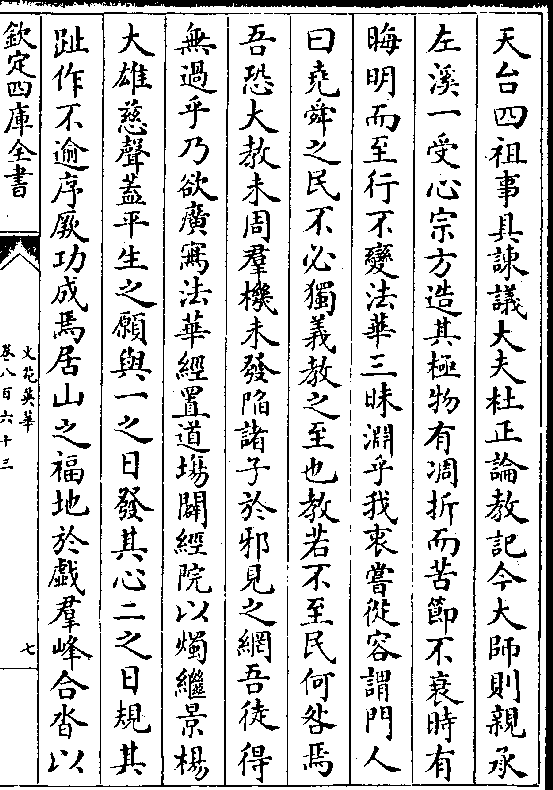 天台四祖事具諫議大夫杜正論教記今大師則親承
左溪一受心宗方造其極物有凋折而苦節不衰時有
晦明而至行不變法華三昧淵乎我衷嘗從容謂門人
曰堯舜之民不必獨義教之至也教若不至民何咎焉
吾恐大教未周羣機未發陷諸子於邪見之網吾徒得
無過乎乃欲廣寫法華經置道場闢經院以燭繼景楊
大雄慈聲葢平生之願與一之日發其心二之日規其
趾作不逾序厥功成焉居山之福地於戲羣峰合沓以
欽定四庫全書
文苑英華
卷八百六十三
七